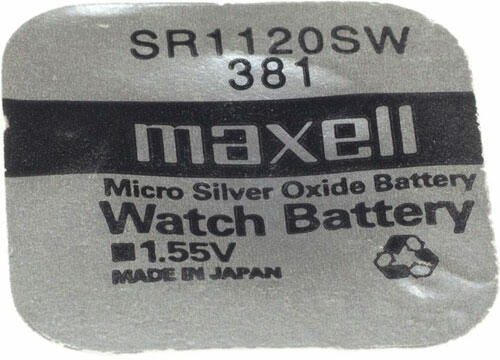 SR1120SW
381
maxell
Micro Silver Oxide Battery
Watch Battery
■1.55V
MADE IN JAPAN